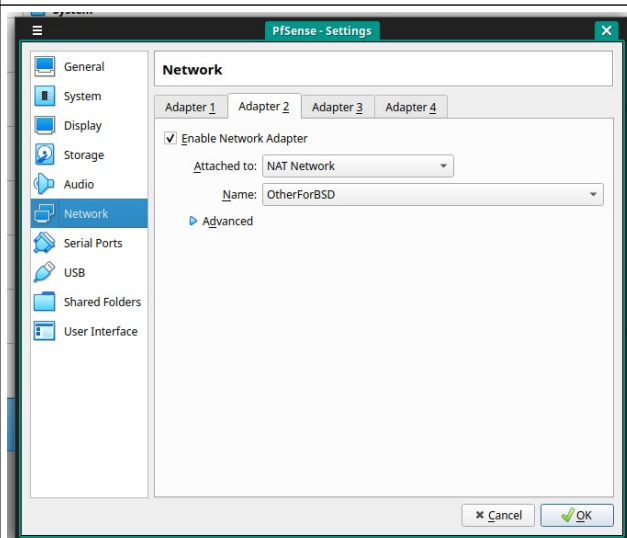 System
PfSense - Settings
General
System
Display
Storage
Audio
Network
Serial Ports
USB
Shared Folders
User Interface
Network
Adapter 1 Adapter 2 Adapter 3 Adapter 4
Enable Network Adapter
Attached to: NAT Network
Name: OtherForBSD
Advanced
Cancel OK